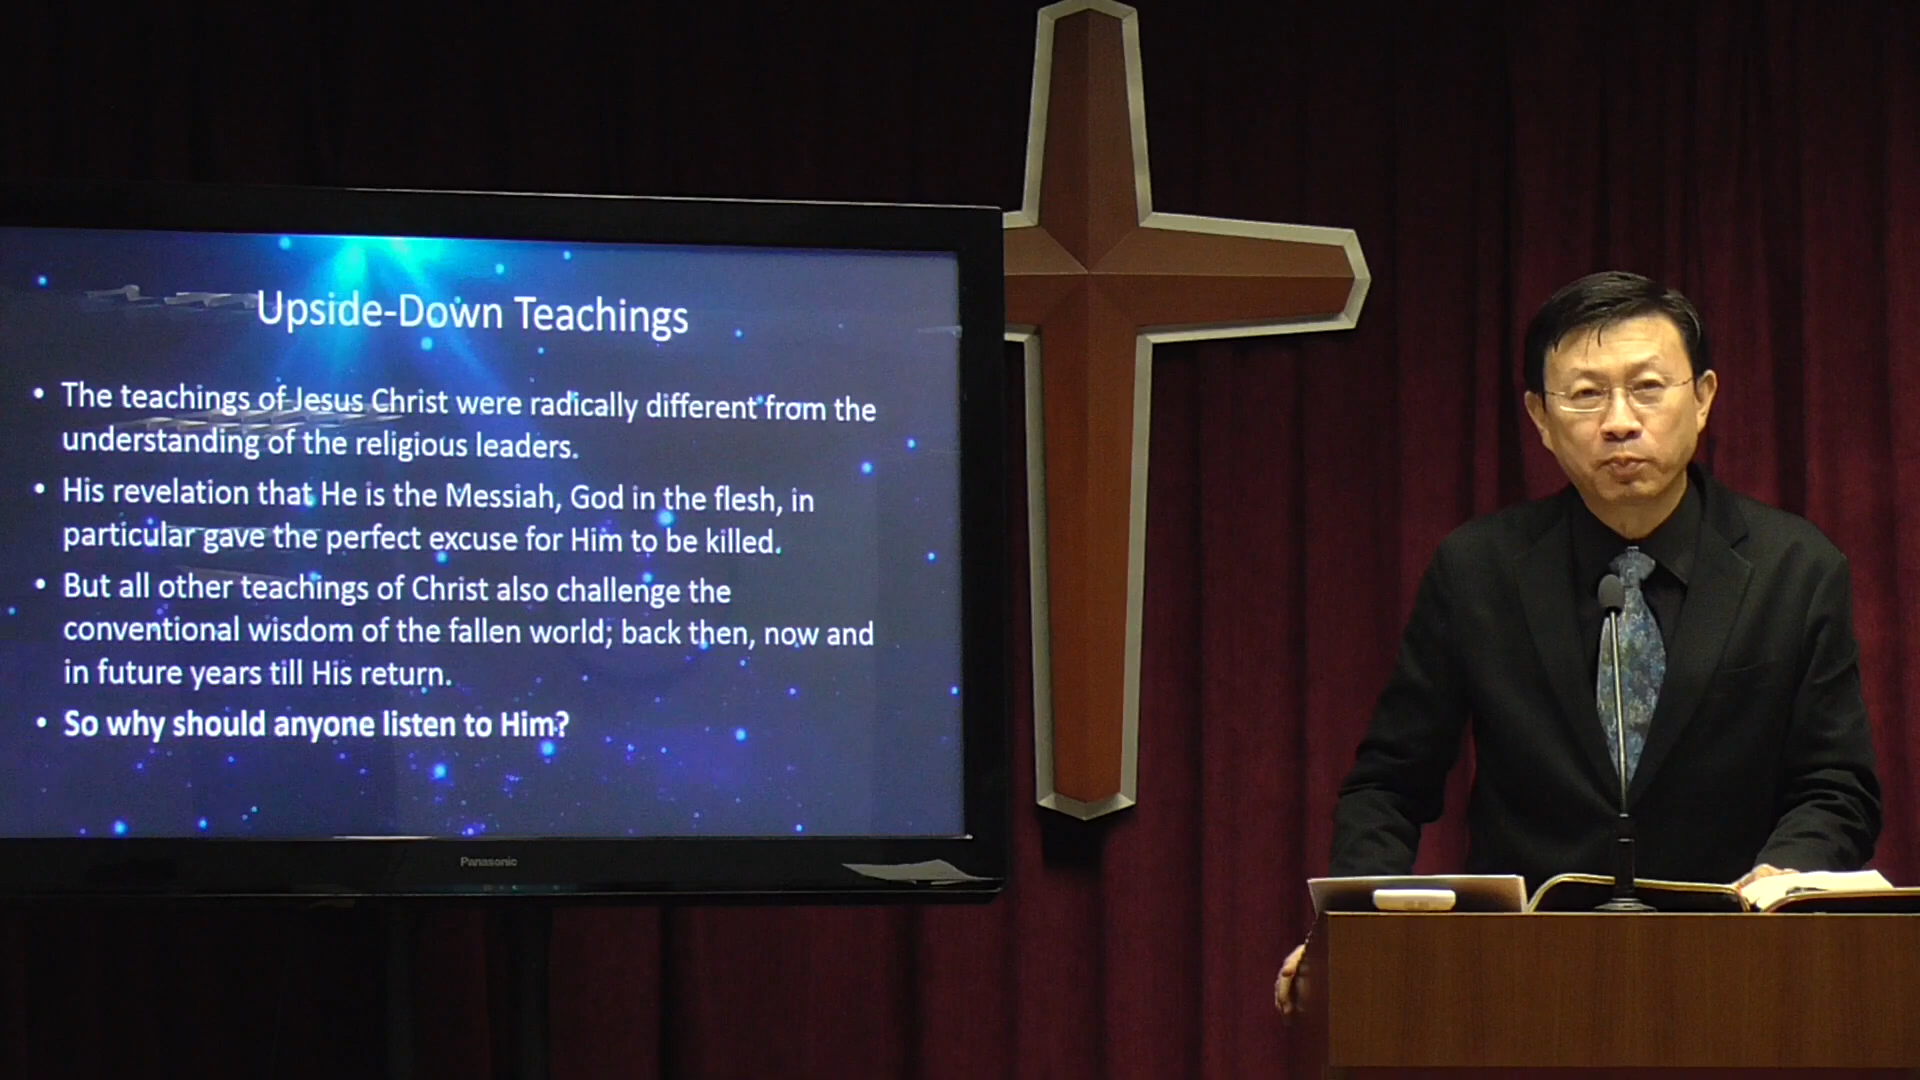 Upside-Down Teachings
• The teachings of Jesus Christ were radically different from the
understanding of the religious leaders.
• His revelation that He is the Messiah, God in the flesh, in
particular gave the perfect excuse for Him to be killed.
• But all other teachings of Christ also challenge the
conventional wisdom of the fallen world; back then, now and
in future years till His return.
• So why should anyone listen to Him?
Panasonic